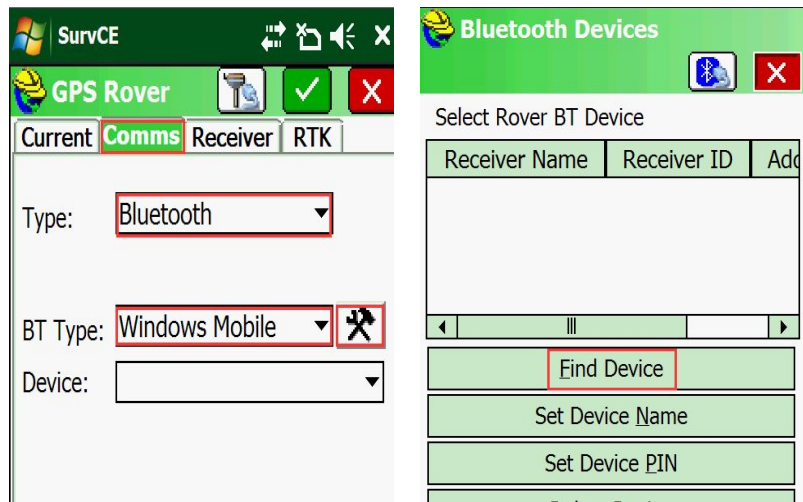 SurvCE
GPS Rover
Current Comms Receiver RTK
Type: Bluetooth
BT Type: Windows Mobile
Device:
Bluetooth Devices
Select Rover BT Device
Receiver Name Receiver ID Add
Find Device
Set Device Name
Set Device PIN